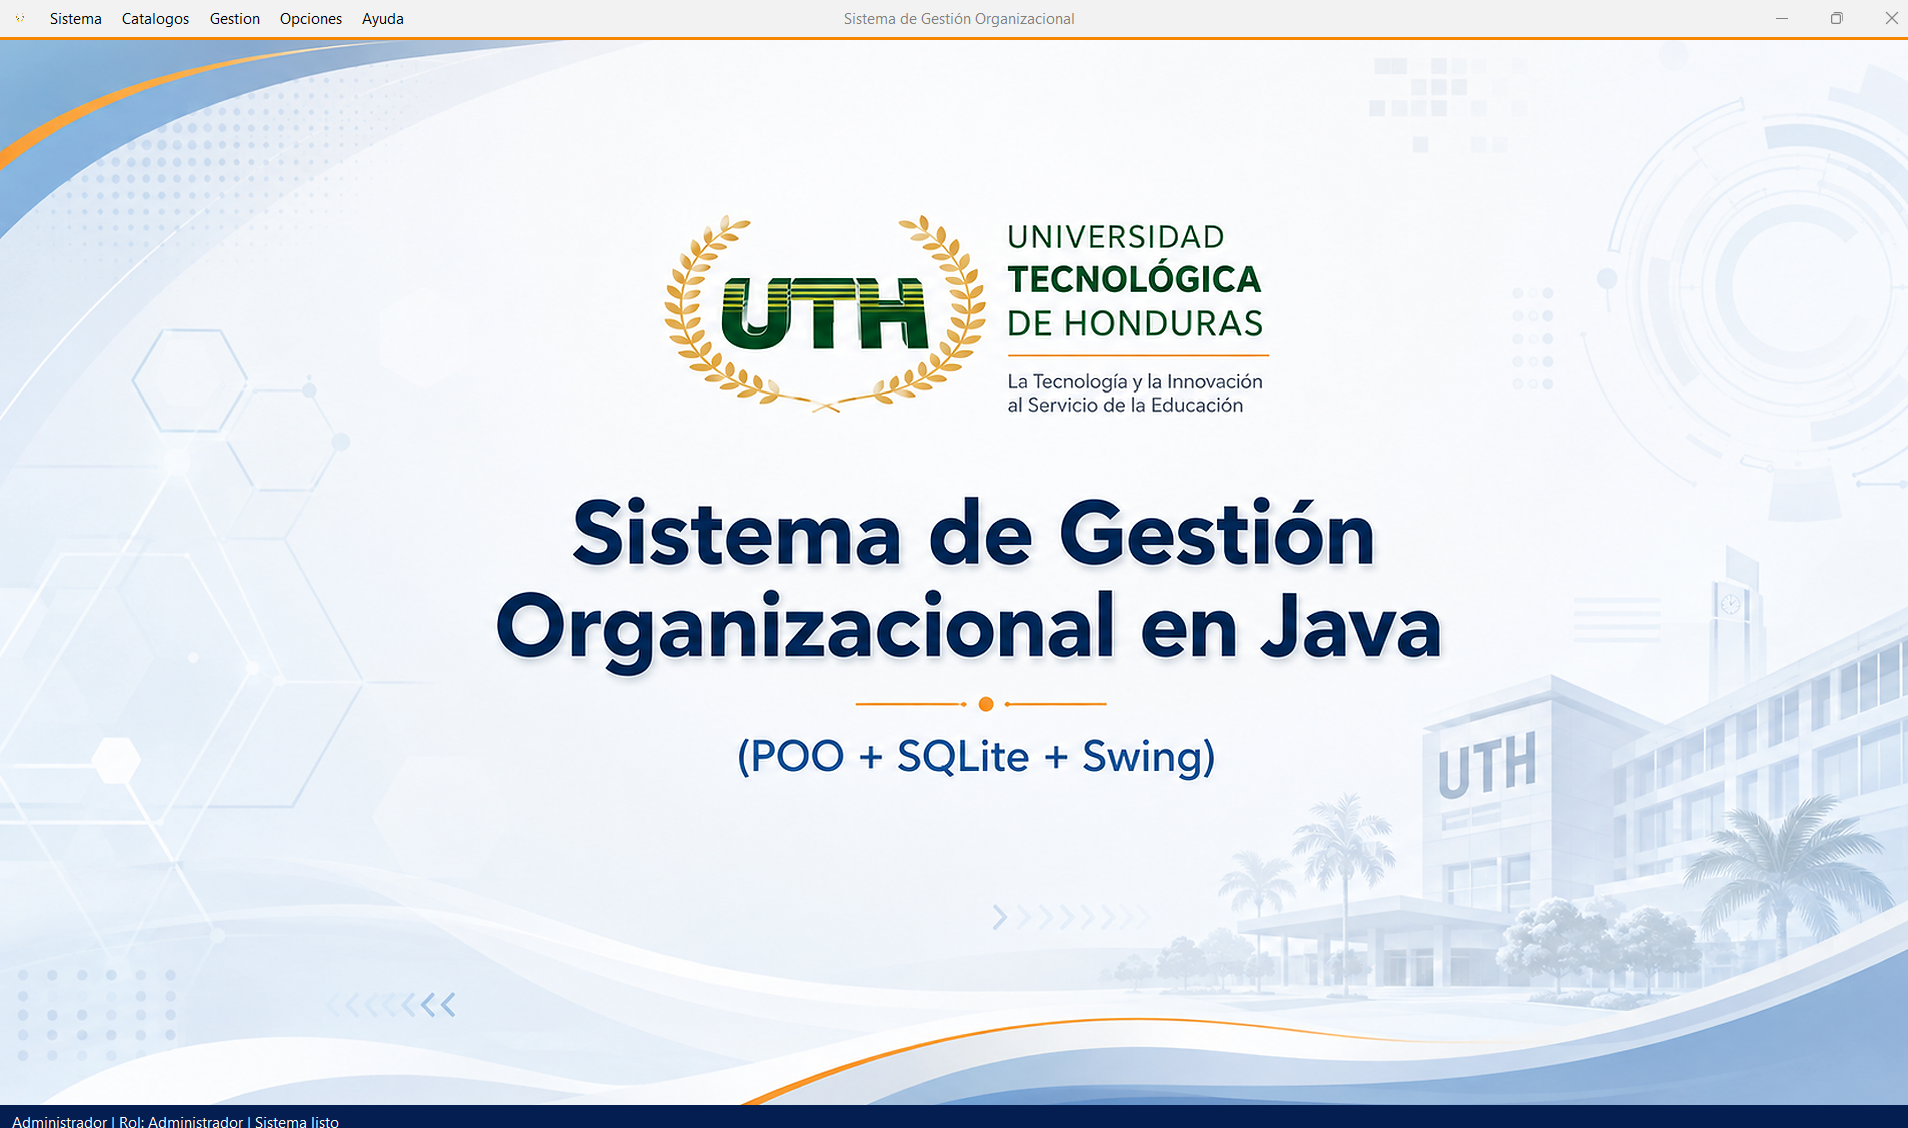 Sistema Catalogos Gestion Opciones Ayuda Sistema de Gestión Organizacional
UTH
UNIVERSIDAD
TECNOLÓGICA
DE HONDURAS
La Tecnología y la Innovación
al Servicio de la Educación
Sistema de Gestión
Organizacional en Java
(POO + SQLite + Swing)
UTH
Administrador | Rol: Administrador | Sistema listo